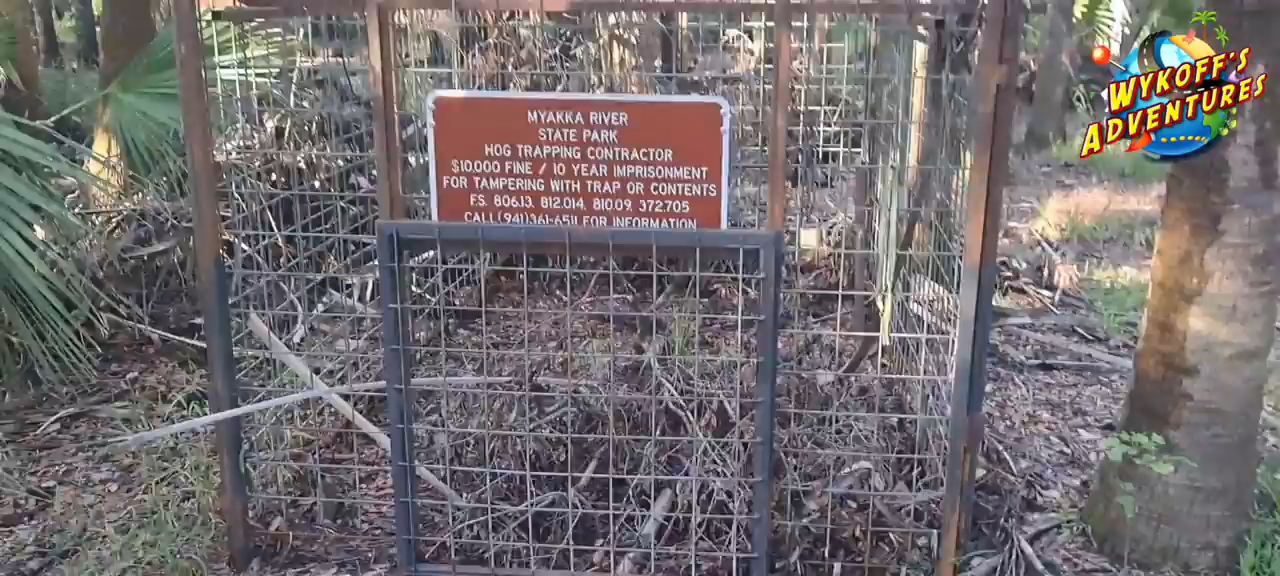 MYAKKA RIVER
STATE PARK
HOG TRAPPING CONTRACTOR
$10,000 FINE / 10 YEAR IMPRISONMENT
FOR TAMPERING WITH TRAP OR CONTENTS
F.S. 806.13, 812.014, 810.09, 372.705
CALL (941)361-6511 FOR INFORMATION
WYKOFF'S
ADVENTURES